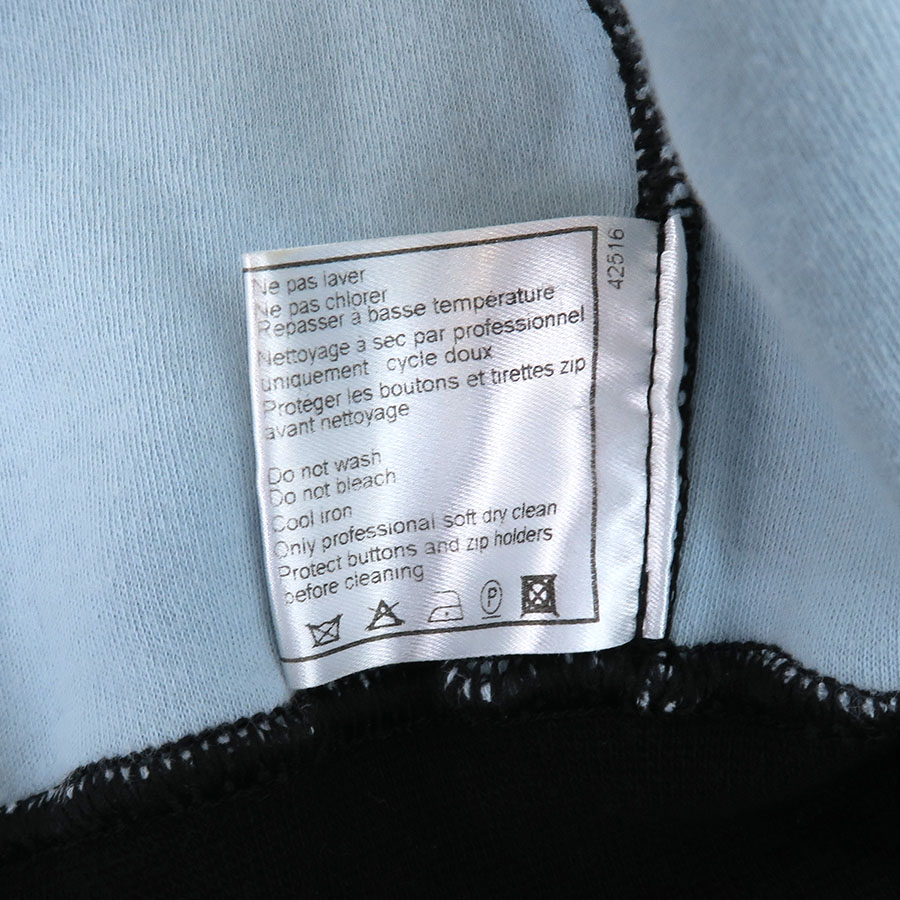 Ne pas laver
Ne pas chlorer
Repasser à basse température
Nettoyage à sec par professionnel
uniquement cycle doux
Proteger les boutons et tirettes zip
avant nettoyage
Do not wash
Do not bleach
Cool iron
Only professional soft dry clean
Protect buttons and zip holders
before cleaning
P
42516